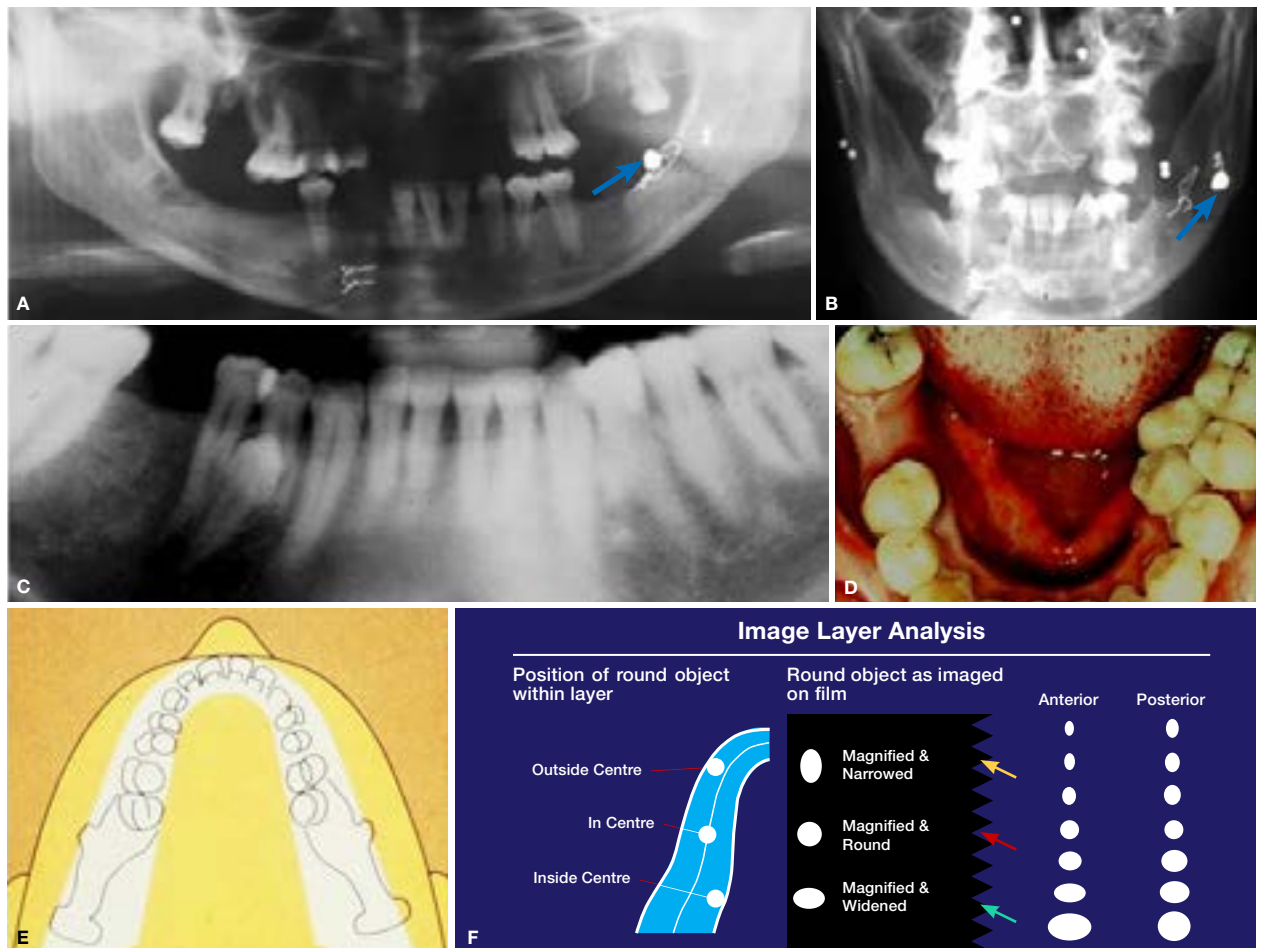 A
B
C
D
E
Image Layer Analysis
Position of round object
within layer
Round object as imaged
on film
Anterior
Posterior
Outside Centre
In Centre
Inside Centre
Magnified &
Narrowed
Magnified &
Round
Magnified &
Widened
F